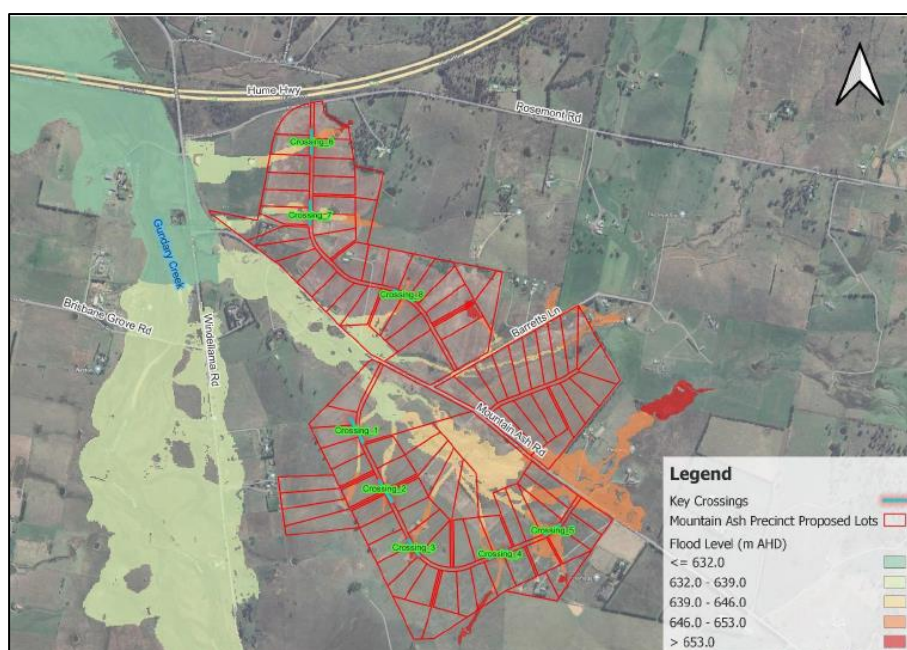 Hume Hwy
Rosemont Rd
Crossing_6
Crossing_7
Gundary Creek
Crossing_8
Brisbane Grove Rd
Windellama Rd
Barretts Ln
Mountain Ash Rd
Crossing_1
Crossing_2
Crossing_3
Crossing_4
Crossing_5
Legend
Key Crossings
Mountain Ash Precinct Proposed Lots
Flood Level (m AHD)
<= 632.0
632.0 - 639.0
639.0 - 646.0
646.0 - 653.0
> 653.0